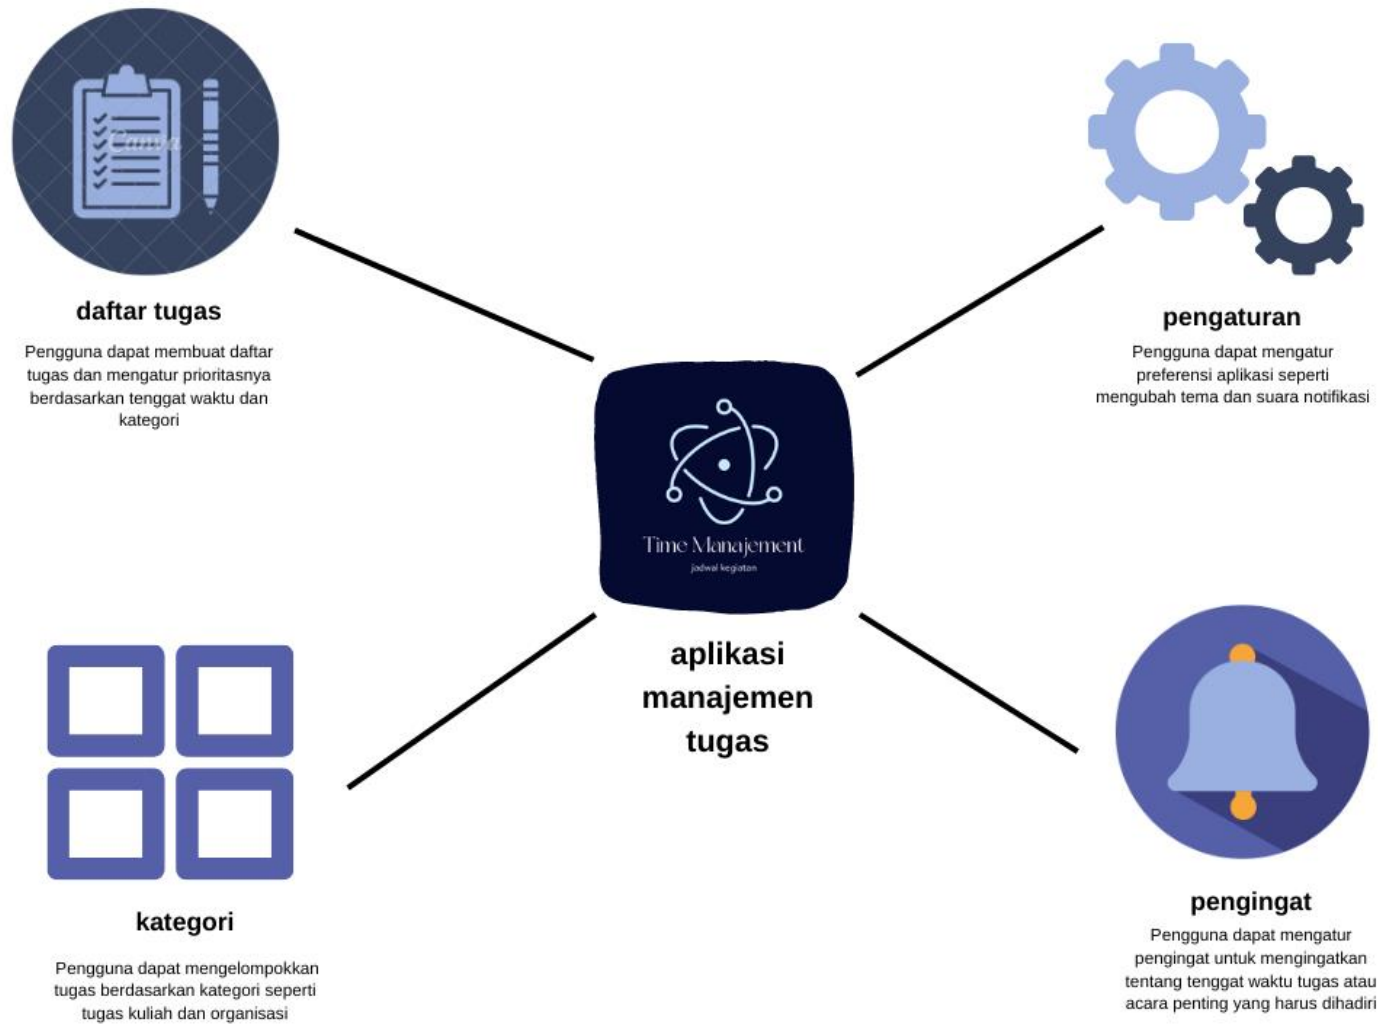 Canva
daftar tugas
Pengguna dapat membuat daftar
tugas dan mengatur prioritasnya
berdasarkan tenggat waktu dan
kategori
pengaturan
Pengguna dapat mengatur
preferensi aplikasi seperti
mengubah tema dan suara notifikasi
Time Manajement
jadwal kegiatan
aplikasi
manajemen
tugas
kategori
Pengguna dapat mengelompokkan
tugas berdasarkan kategori seperti
tugas kuliah dan organisasi
pengingat
Pengguna dapat mengatur
pengingat untuk mengingatkan
tentang tenggat waktu tugas atau
acara penting yang harus dihadiri